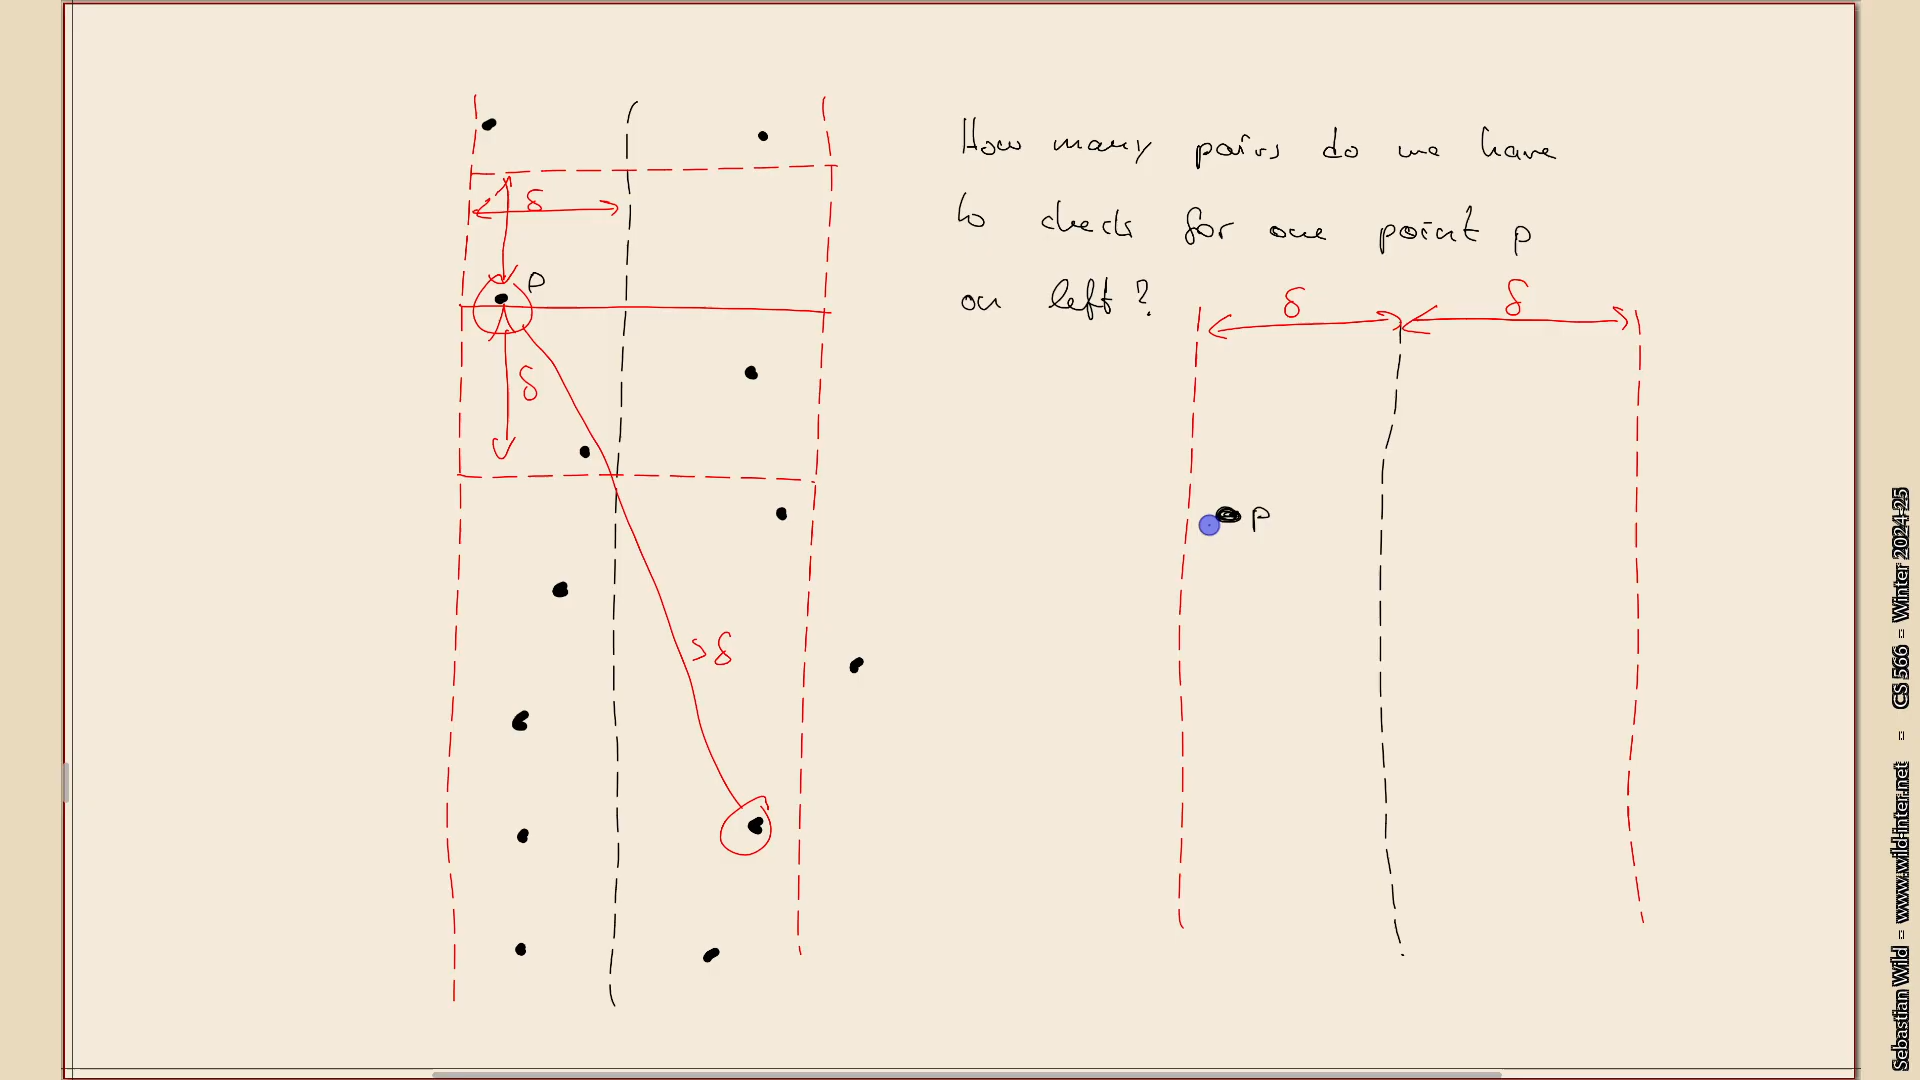 How many pairs do we have
to check for one point p
on left?
δ
p
δ
>δ
δ
δ
p
Sebastian Wild – www.wild-inter.net – CS 566 – Winter 2024-25